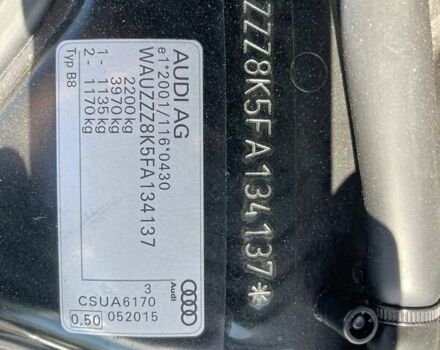 AUDI AG
e1*2001/116*0430
WAUZZZ8K5FA134137
2200kg
3970kg
1 - 1135kg
2 - 1170kg
Typ B8
3
CSUA6170
0,50 052015
Audi
ZZZ8K5FA134137*